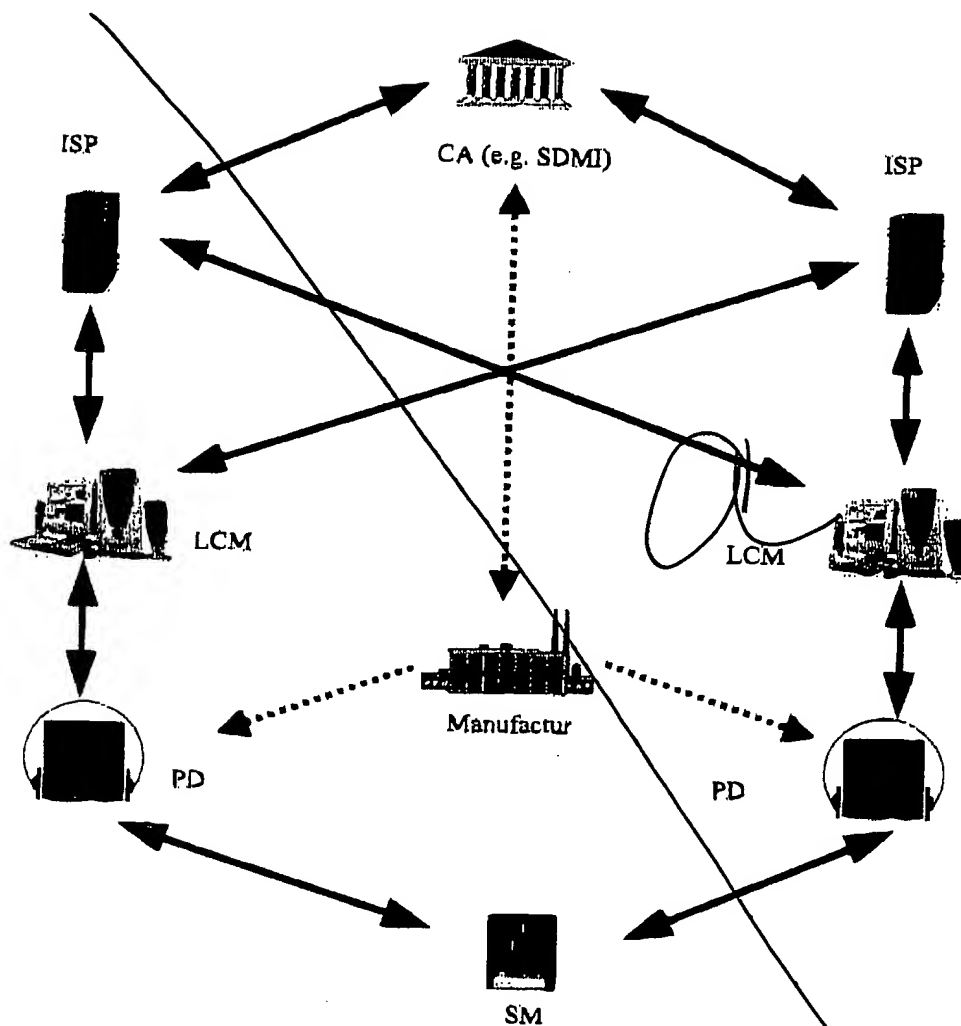 ISP
CA (e.g. SDMI)
ISP
LCM
LCM
Manufactur
PD
PD
SM